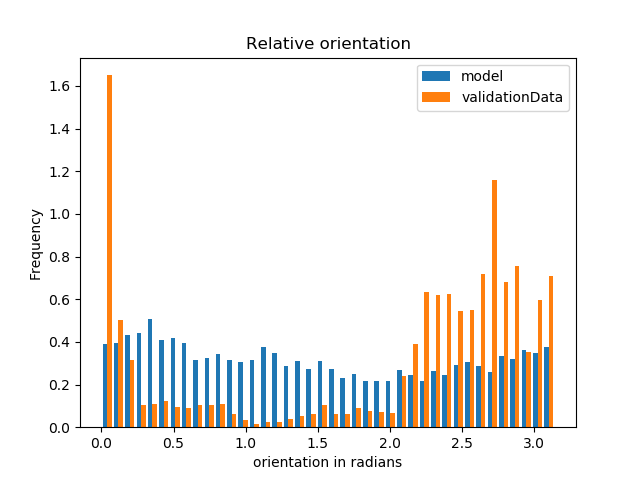 Relative orientation
model
validationData
Frequency
1.6
1.4
1.2
1.0
0.8
0.6
0.4
0.2
0.0
0.0 0.5 1.0 1.5 2.0 2.5 3.0
orientation in radians